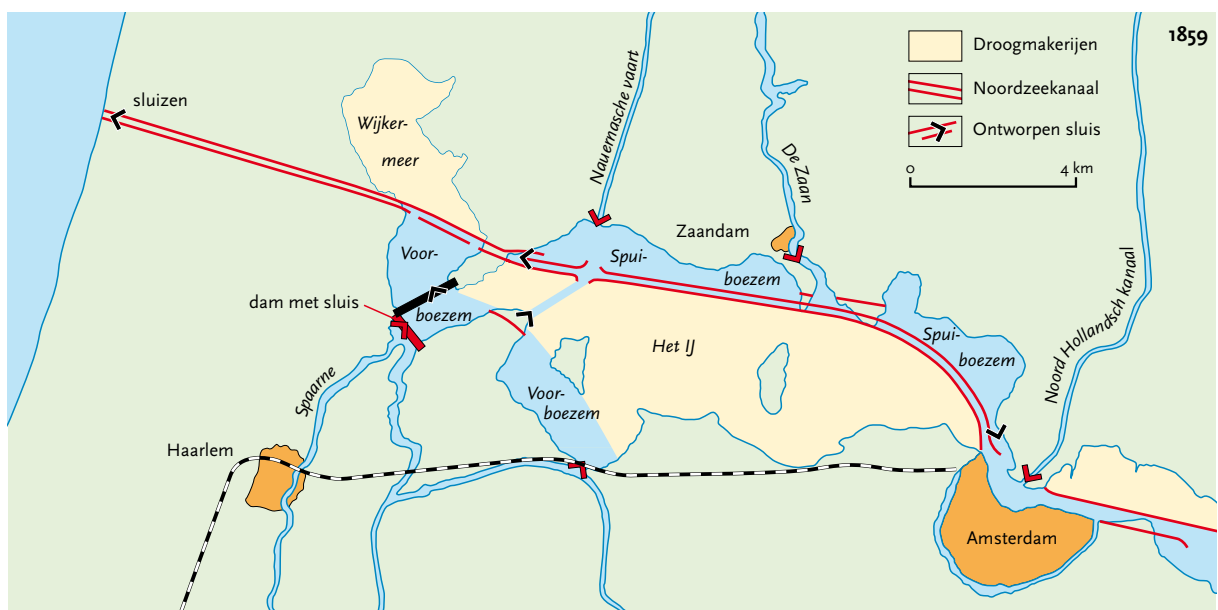 1859
Droogmakerijen
Noordzeekanaal
Ontworpen sluis
0
4 km
sluizen
Wijker-
meer
Nauernasche vaart
De Zaan
Zaandam
Noord Hollandsch kanaal
Voor-
boezem
Spui-
boezem
dam met sluis
Het IJ
Spui-
boezem
Spaarne
Voor-
boezem
Haarlem
Amsterdam